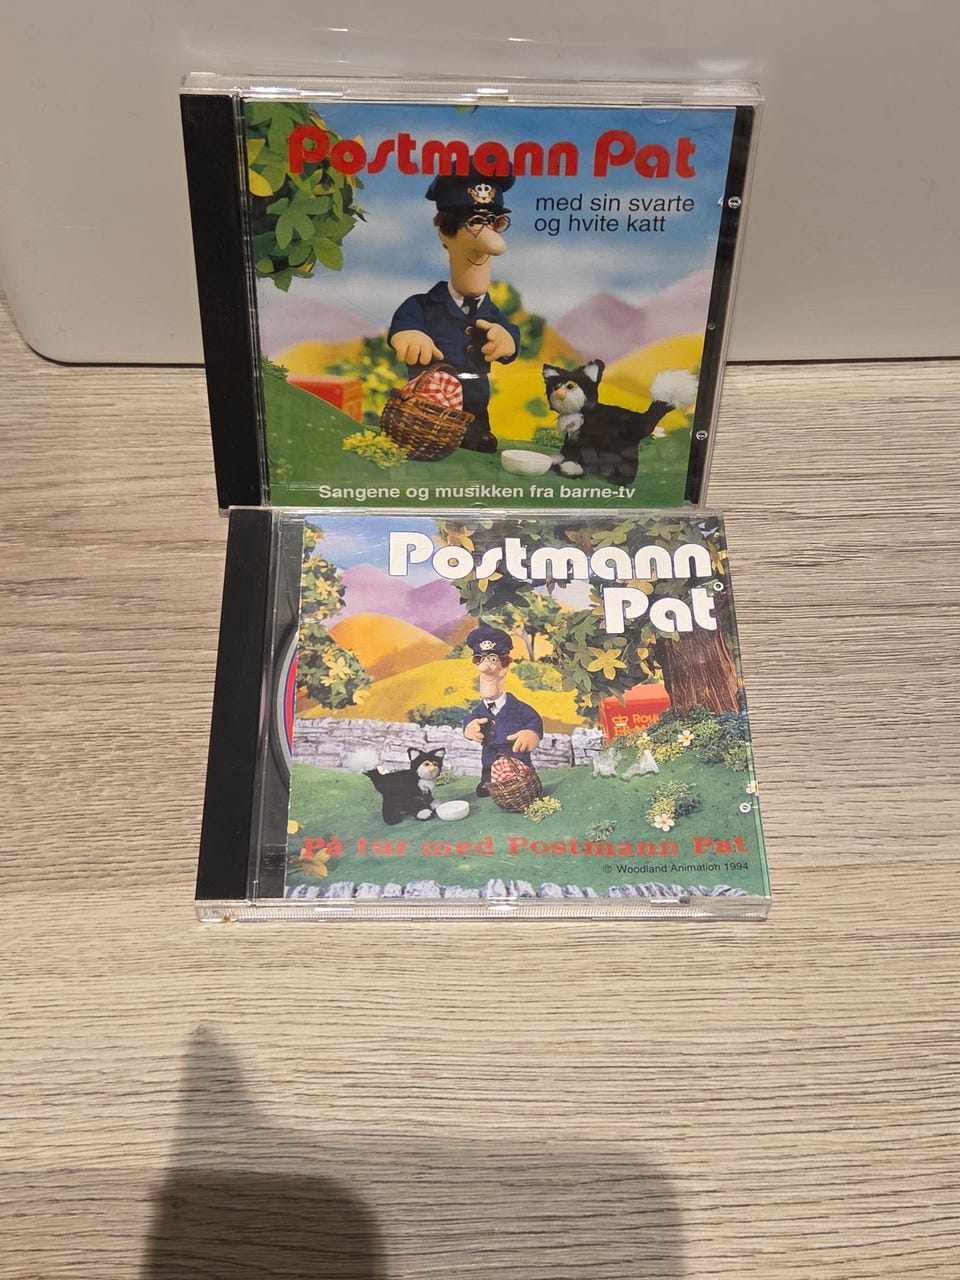 Postmann Pat
med sin svarte
og hvite katt
Sangene og musikken fra barne-tv
Postmann
Pat
Royal
På tur med Postmann Pat
© Woodland Animation 1994